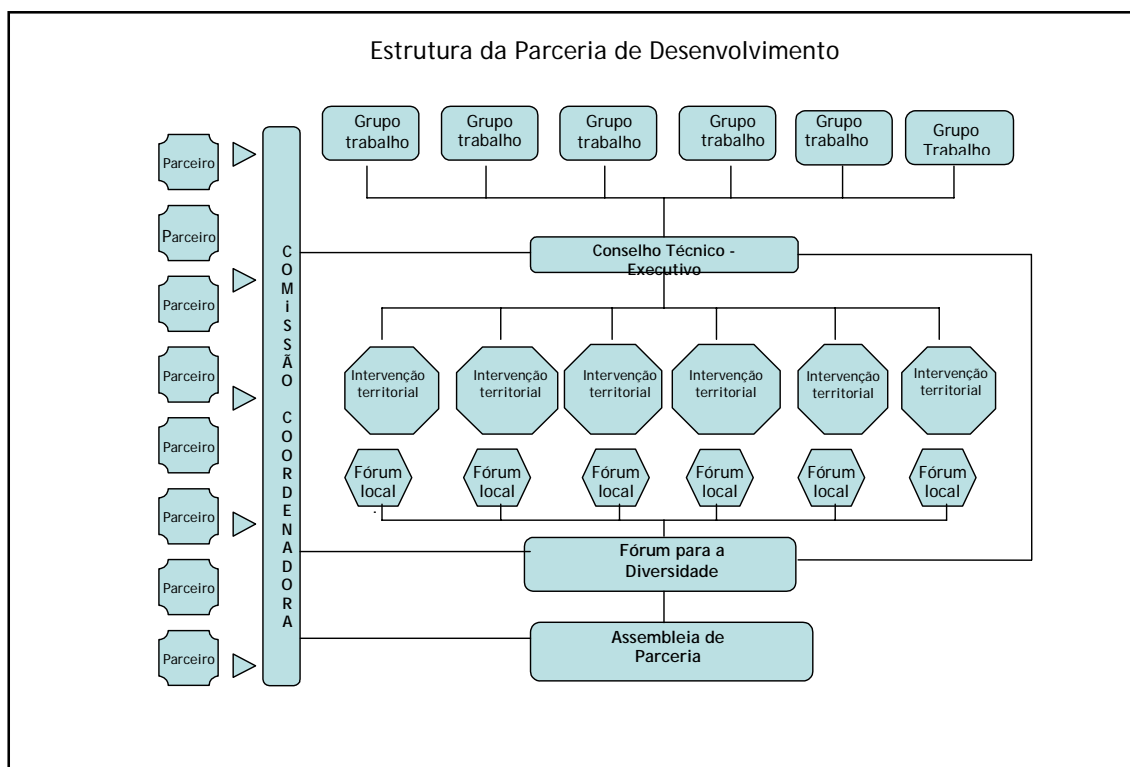 Estrutura da Parceria de Desenvolvimento
Grupo
trabalho
Grupo
trabalho
Grupo
trabalho
Grupo
trabalho
Grupo
trabalho
Grupo
Trabalho
Parceiro
Parceiro
Parceiro
Parceiro
Parceiro
Parceiro
Parceiro
Parceiro
COMiSSÃO COORDENADORA
Conselho Técnico -
Executivo
Intervenção
territorial
Intervenção
territorial
Intervenção
territorial
Intervenção
territorial
Intervenção
territorial
Intervenção
territorial
Fórum
local
Fórum
local
Fórum
local
Fórum
local
Fórum
local
Fórum
local
Fórum para a
Diversidade
Assembleia de
Parceria